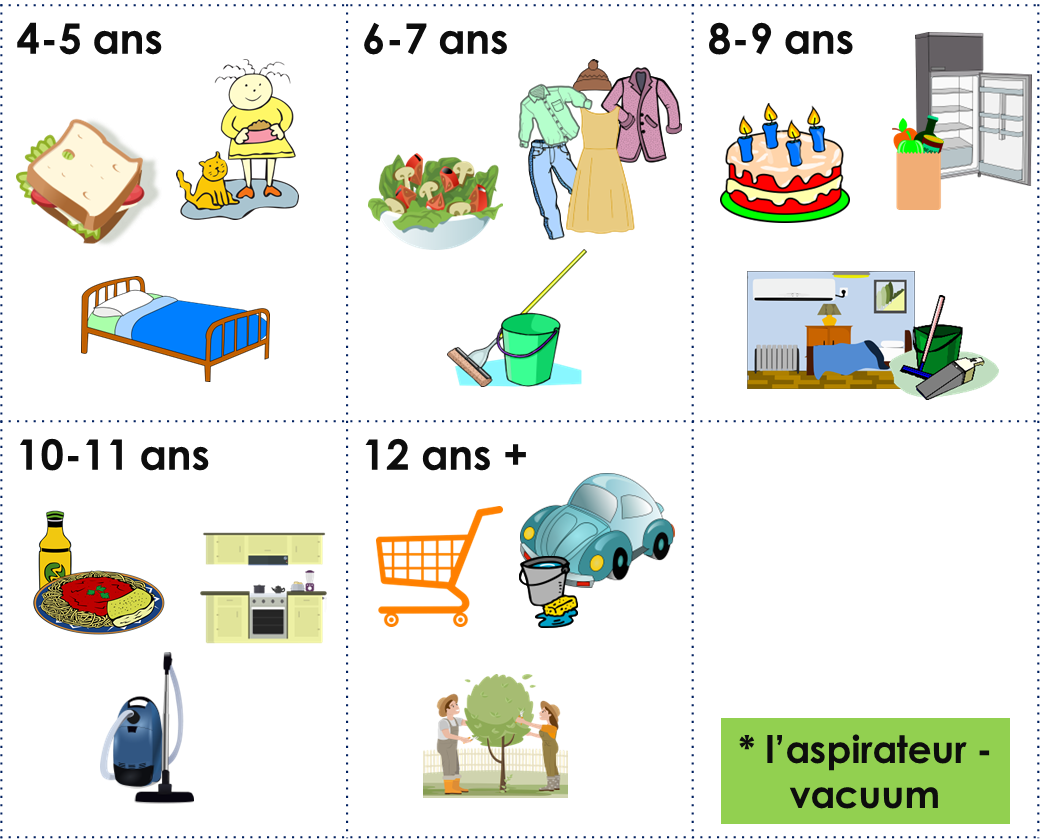 4-5 ans
6-7 ans
8-9 ans
10-11 ans
12 ans +
* l’aspirateur -
vacuum